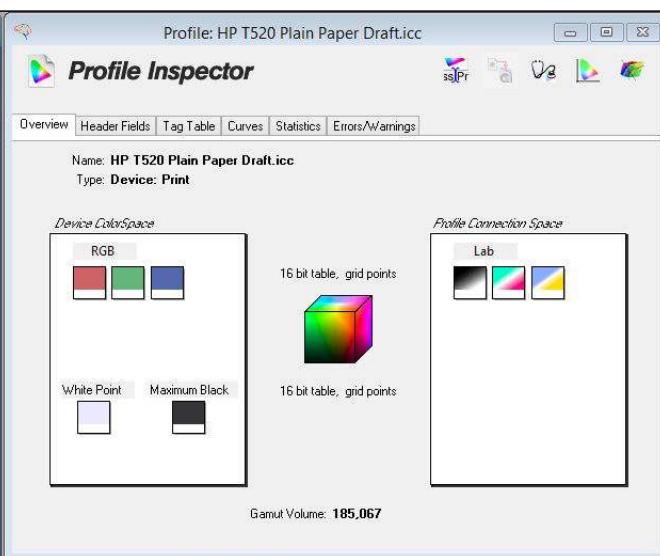 Profile: HP T520 Plain Paper Draft.icc
Profile Inspector
ss Pr
Overview Header Fields Tag Table Curves Statistics Errors/Warnings
Name: HP T520 Plain Paper Draft.icc
Type: Device: Print
Device ColorSpace
Profile Connection Space
RGB
Lab
16 bit table, grid points
White Point Maximum Black
16 bit table, grid points
Gamut Volume: 185,067